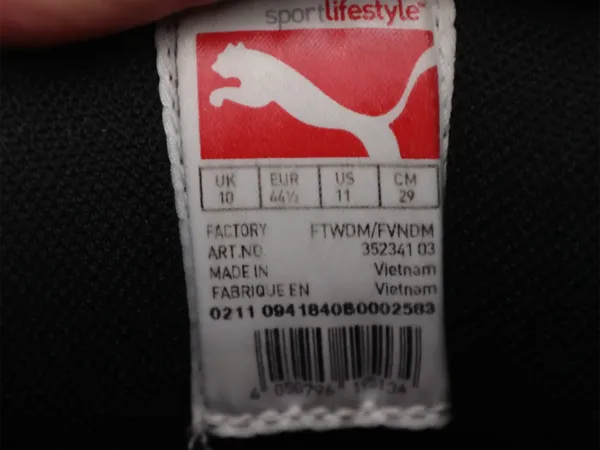 sportlifestyle™
UK EUR US CM
10 44½ 11 29
FACTORY FTWDM/FVNDM
ART.NO 352341 03
MADE IN Vietnam
FABRIQUE EN Vietnam
0211 0941840B0002583